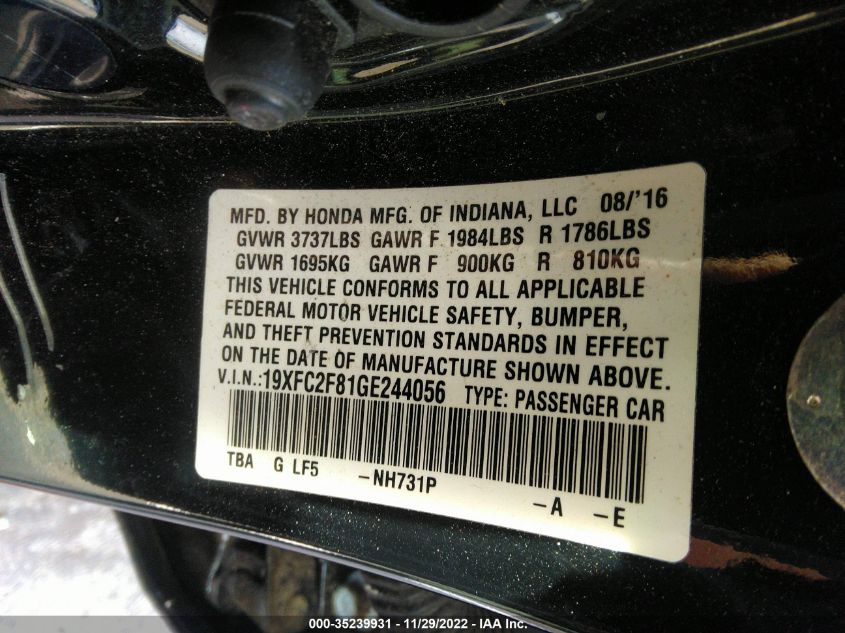 MFD. BY HONDA MFG. OF INDIANA, LLC 08/'16
GVWR 3737LBS GAWR F 1984LBS R 1786LBS
GVWR 1695KG GAWR F 900KG R 810KG
THIS VEHICLE CONFORMS TO ALL APPLICABLE
FEDERAL MOTOR VEHICLE SAFETY, BUMPER,
AND THEFT PREVENTION STANDARDS IN EFFECT
ON THE DATE OF MANUFACTURE SHOWN ABOVE.
V.I.N.:19XFC2F81GE244056 TYPE: PASSENGER CAR
TBA G LF5 -NH731P -A -E
000-35239931 - 11/29/2022 - IAA Inc.